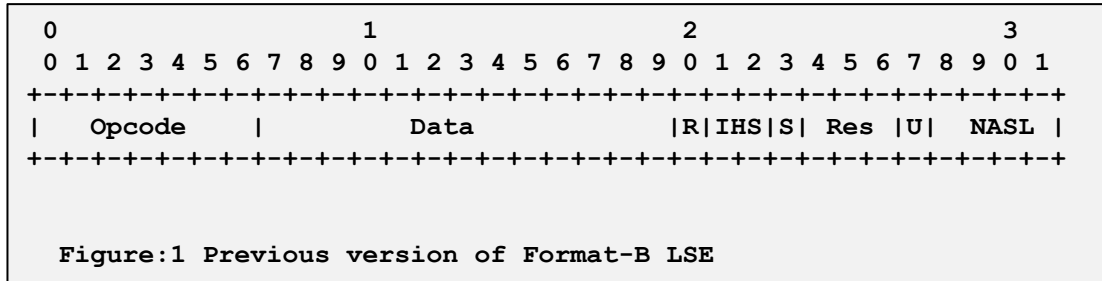 0                   1                   2                   3
0 1 2 3 4 5 6 7 8 9 0 1 2 3 4 5 6 7 8 9 0 1 2 3 4 5 6 7 8 9 0 1
+-+-+-+-+-+-+-+-+-+-+-+-+-+-+-+-+-+-+-+-+-+-+-+-+-+-+-+-+-+-+-+-+
|   Opcode    |         Data            |R|IHS|S| Res |U|  NASL |
+-+-+-+-+-+-+-+-+-+-+-+-+-+-+-+-+-+-+-+-+-+-+-+-+-+-+-+-+-+-+-+-+
Figure:1 Previous version of Format-B LSE